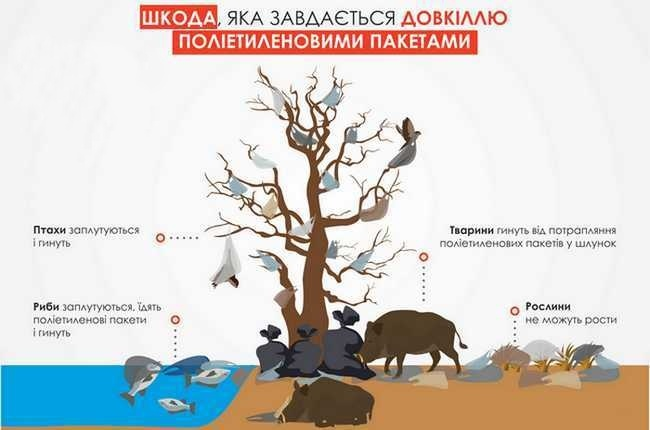 ШКОДА, ЯКА ЗАВДАЄТЬСЯ ДОВКІЛЛЮ
ПОЛІЕТИЛЕНОВИМИ ПАКЕТАМИ
Птахи заплутуються
і гинуть
Тварини гинуть від потрапляння
поліетиленових пакетів у шлунок
Риби заплутуються, їдять
поліетиленові пакети
і гинуть
Рослини
не можуть рости